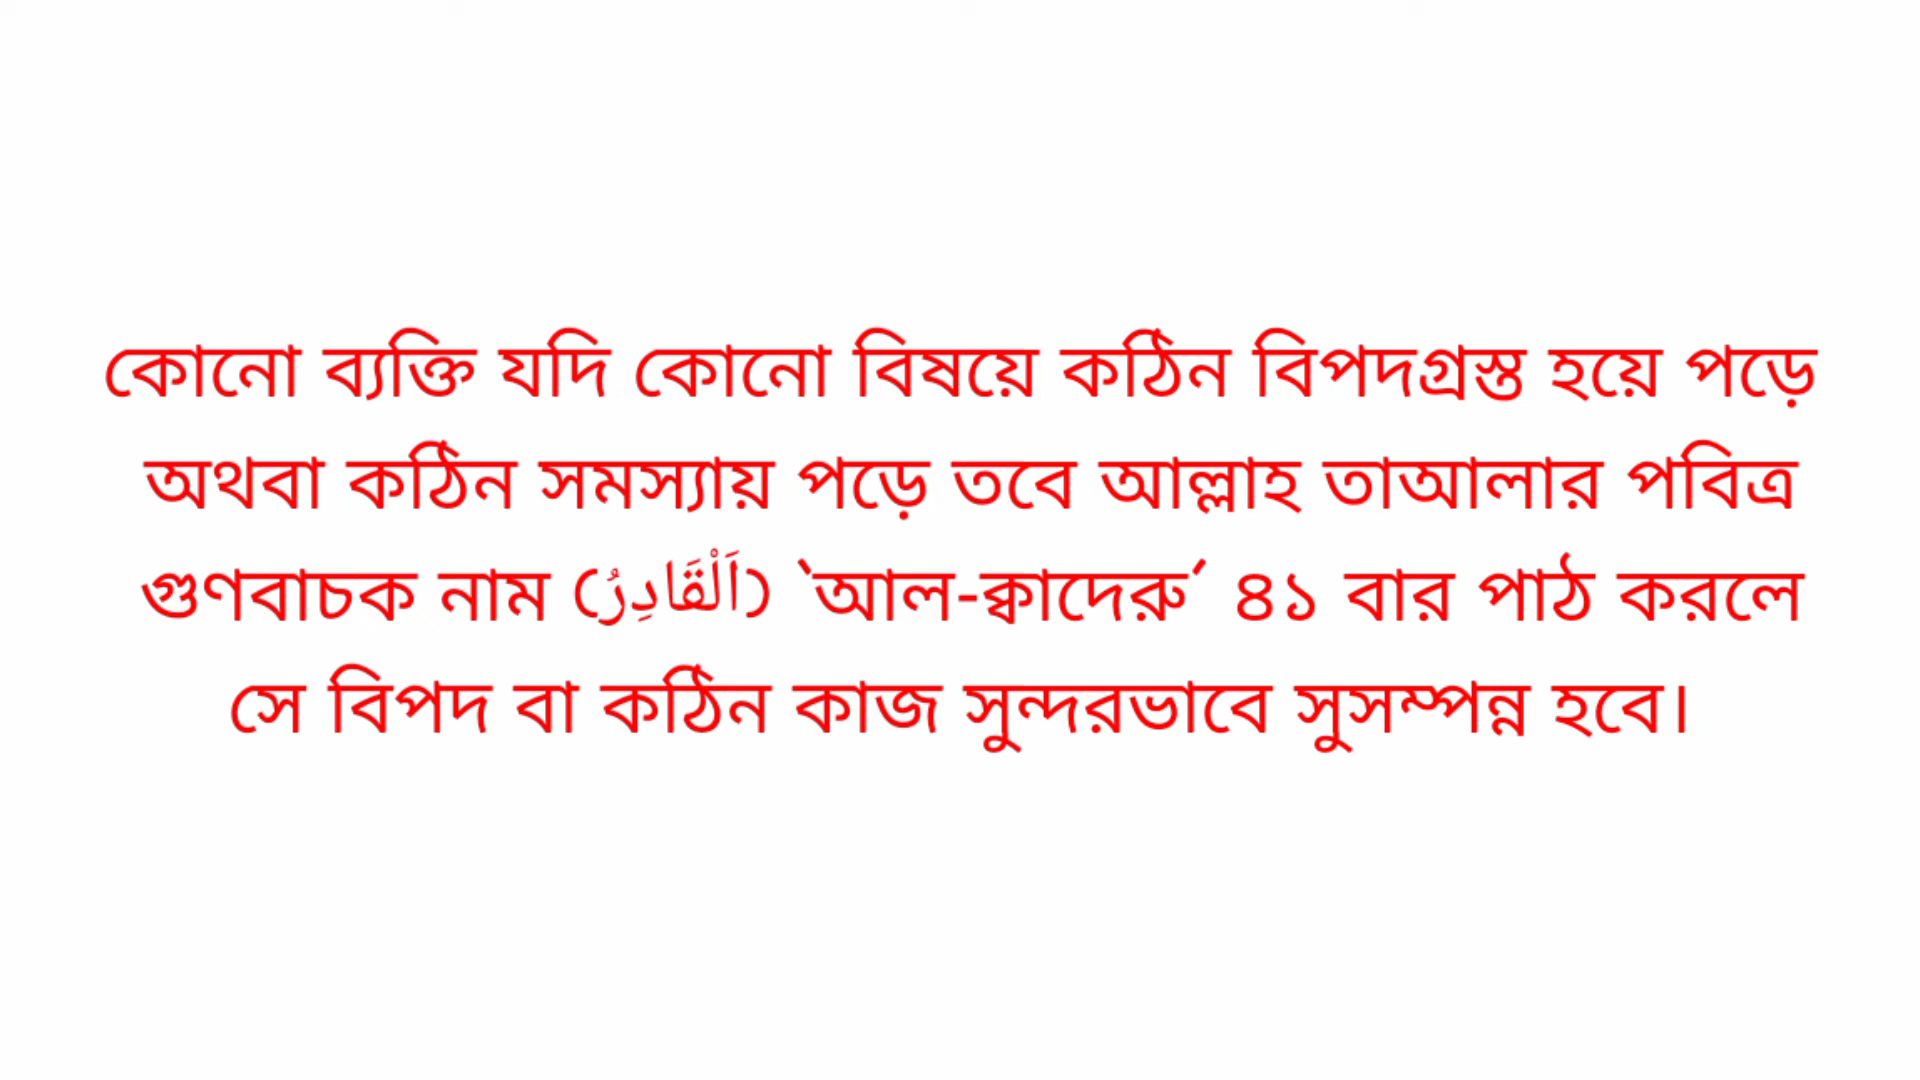 কোনো ব্যক্তি যদি কোনো বিষয়ে কঠিন বিপদগ্রস্ত হয়ে পড়ে
অথবা কঠিন সমস্যায় পড়ে তবে আল্লাহ তাআলার পবিত্র
গুণবাচক নাম (اَلْقَادِرُ) `আল-ক্বাদেরু´ ৪১ বার পাঠ করলে
সে বিপদ বা কঠিন কাজ সুন্দরভাবে সুসম্পন্ন হবে।